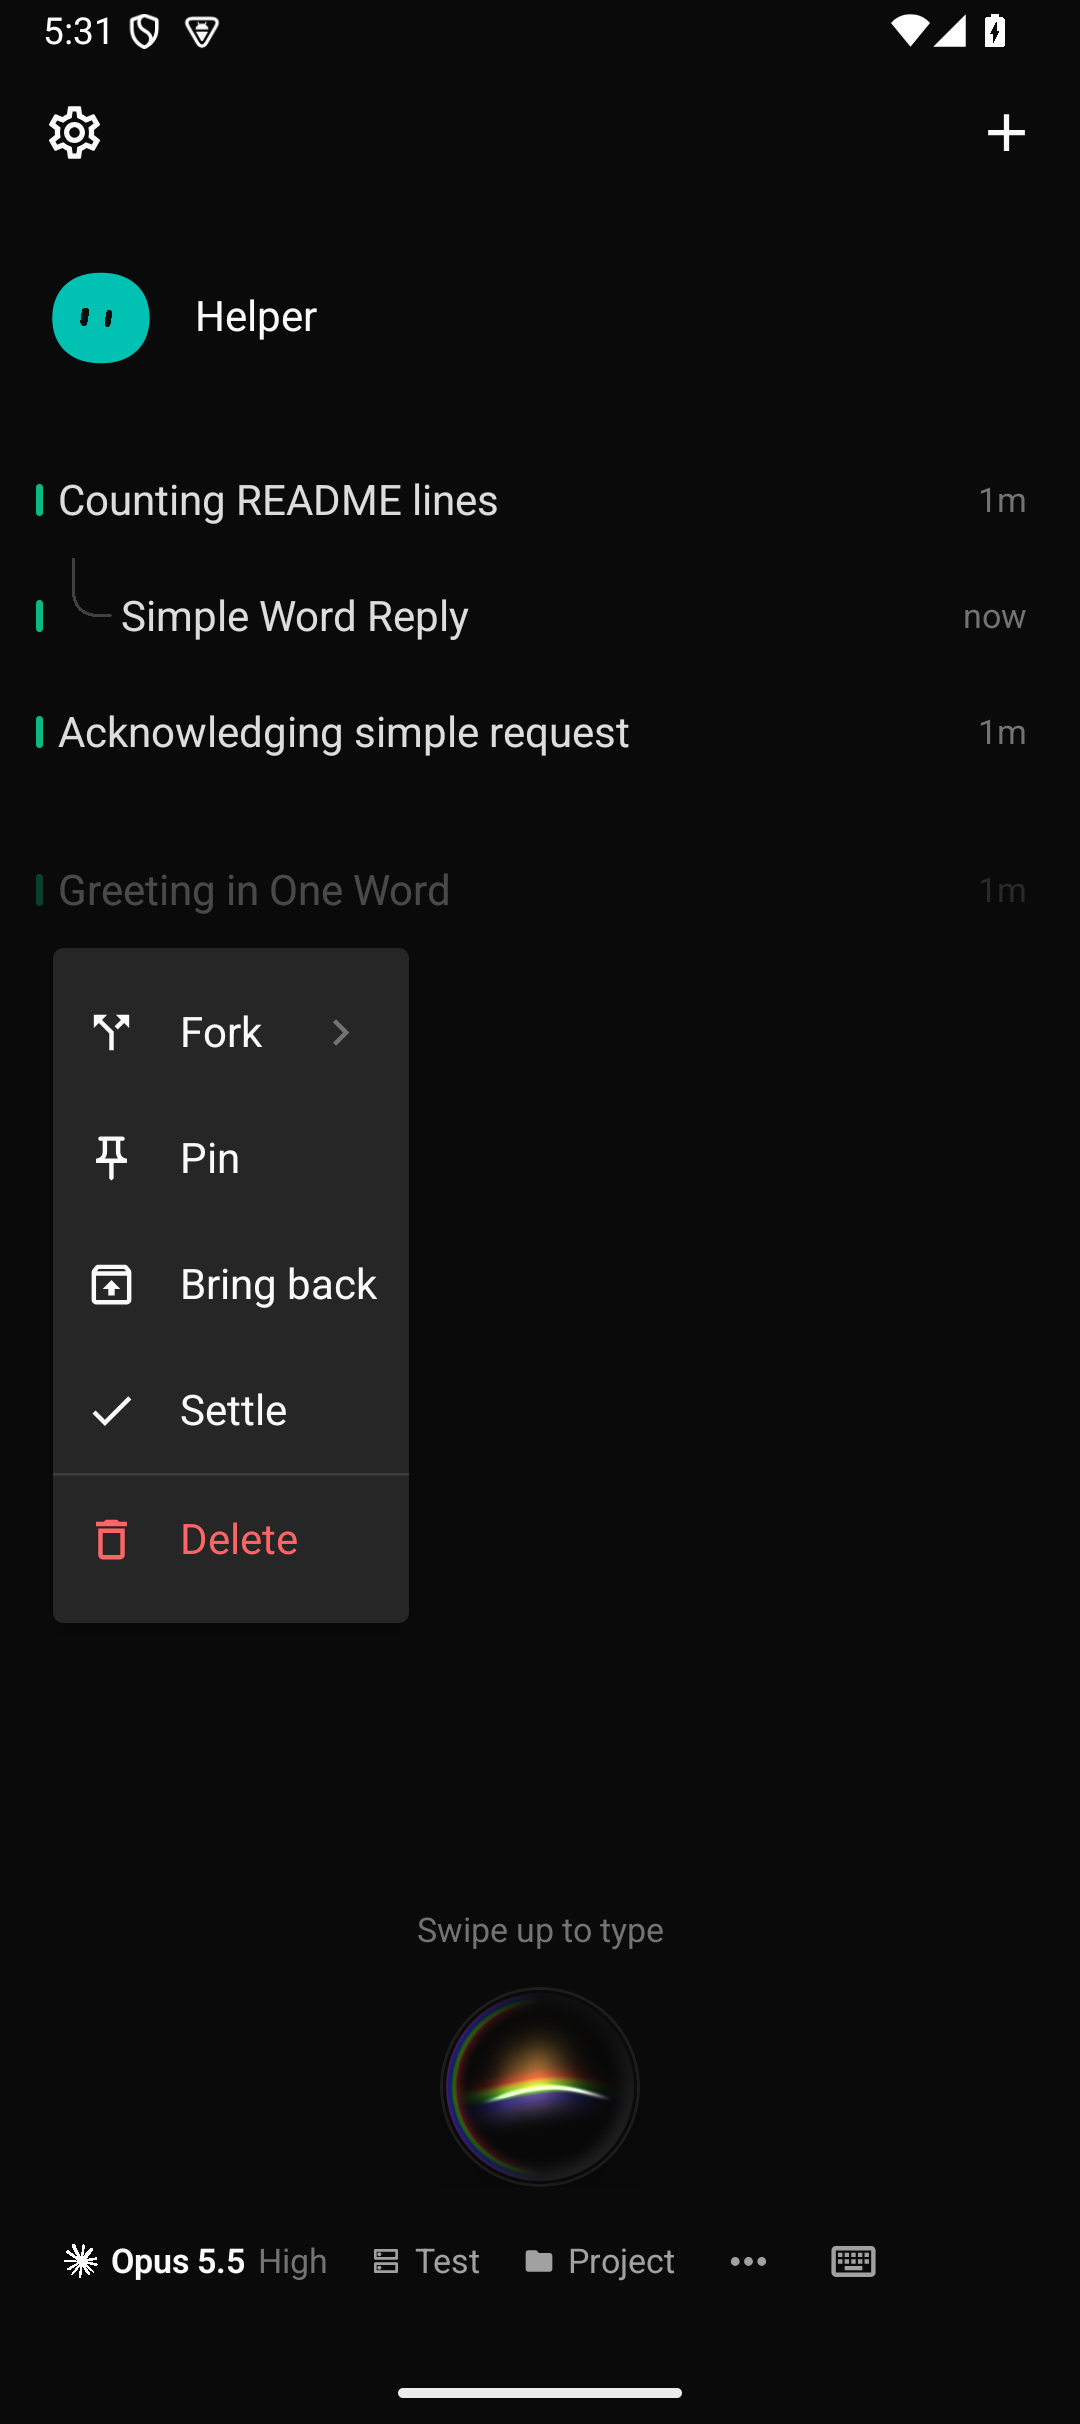 5:31
Helper
Counting README lines 1m
Simple Word Reply now
Acknowledging simple request 1m
Greeting in One Word 1m
Fork
Pin
Bring back
Settle
Delete
Swipe up to type
Opus 5.5 High Test Project